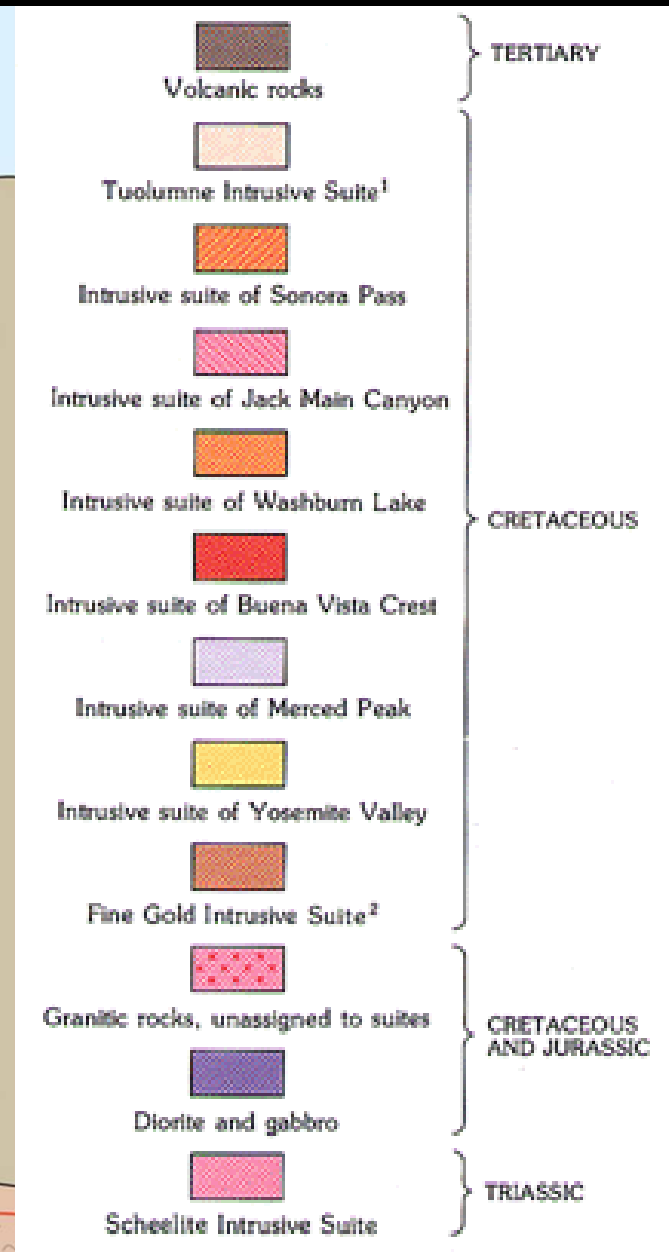 Volcanic rocks
TERTIARY
Tuolumne Intrusive Suite¹
Intrusive suite of Sonora Pass
Intrusive suite of Jack Main Canyon
Intrusive suite of Washburn Lake
Intrusive suite of Buena Vista Crest
Intrusive suite of Merced Peak
Intrusive suite of Yosemite Valley
Fine Gold Intrusive Suite²
CRETACEOUS
Granitic rocks, unassigned to suites
Diorite and gabbro
CRETACEOUS
AND JURASSIC
Scheelite Intrusive Suite
TRIASSIC